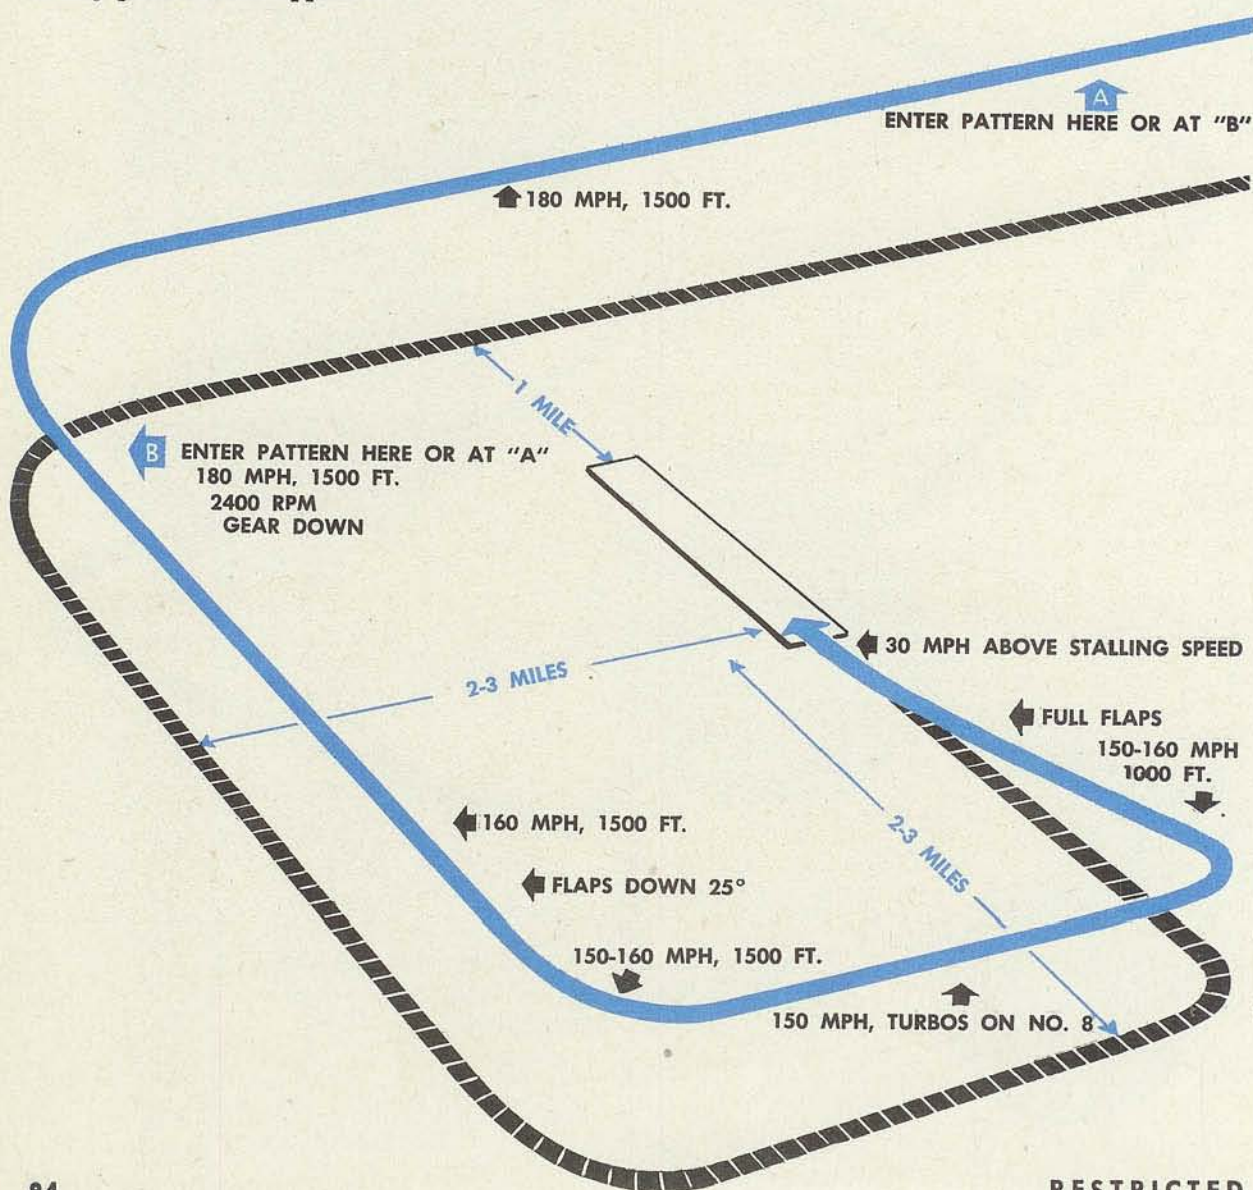 A
ENTER PATTERN HERE OR AT "B"
180 MPH, 1500 FT.
1 MILE
B
ENTER PATTERN HERE OR AT "A"
180 MPH, 1500 FT.
2400 RPM
GEAR DOWN
30 MPH ABOVE STALLING SPEED
2-3 MILES
FULL FLAPS
150-160 MPH
1000 FT.
160 MPH, 1500 FT.
2-3 MILES
FLAPS DOWN 25°
150-160 MPH, 1500 FT.
150 MPH, TURBOS ON NO. 8